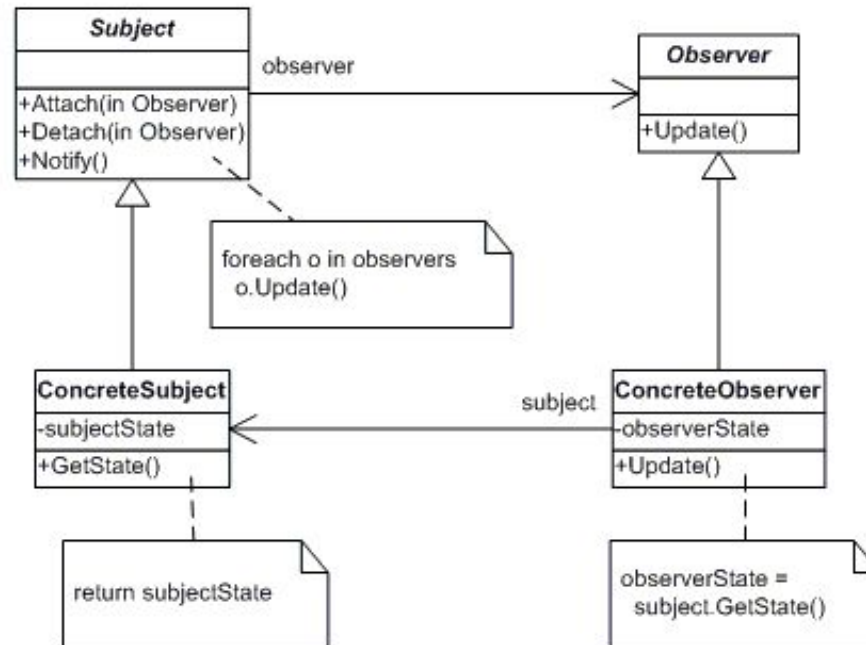 Subject
+Attach(in Observer)
+Detach(in Observer)
+Notify()
observer
Observer
+Update()
foreach o in observers
o.Update()
ConcreteSubject
-subjectState
+GetState()
subject
ConcreteObserver
-observerState
+Update()
return subjectState
observerState =
subject.GetState()